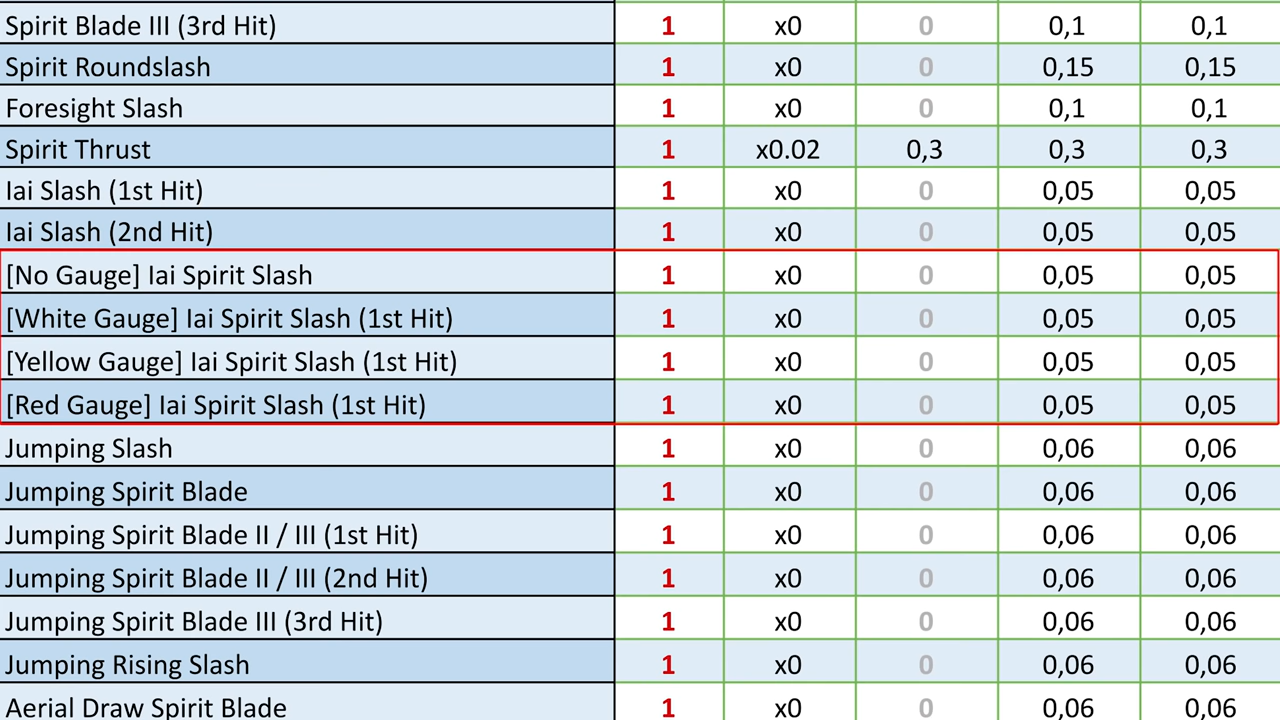 Spirit Blade III (3rd Hit) 1 x0 0 0,1 0,1
Spirit Roundslash 1 x0 0 0,15 0,15
Foresight Slash 1 x0 0 0,1 0,1
Spirit Thrust 1 x0.02 0,3 0,3 0,3
Iai Slash (1st Hit) 1 x0 0 0,05 0,05
Iai Slash (2nd Hit) 1 x0 0 0,05 0,05
[No Gauge] Iai Spirit Slash 1 x0 0 0,05 0,05
[White Gauge] Iai Spirit Slash (1st Hit) 1 x0 0 0,05 0,05
[Yellow Gauge] Iai Spirit Slash (1st Hit) 1 x0 0 0,05 0,05
[Red Gauge] Iai Spirit Slash (1st Hit) 1 x0 0 0,05 0,05
Jumping Slash 1 x0 0 0,06 0,06
Jumping Spirit Blade 1 x0 0 0,06 0,06
Jumping Spirit Blade II / III (1st Hit) 1 x0 0 0,06 0,06
Jumping Spirit Blade II / III (2nd Hit) 1 x0 0 0,06 0,06
Jumping Spirit Blade III (3rd Hit) 1 x0 0 0,06 0,06
Jumping Rising Slash 1 x0 0 0,06 0,06
Aerial Draw Spirit Blade 1 x0 0 0,06 0,06